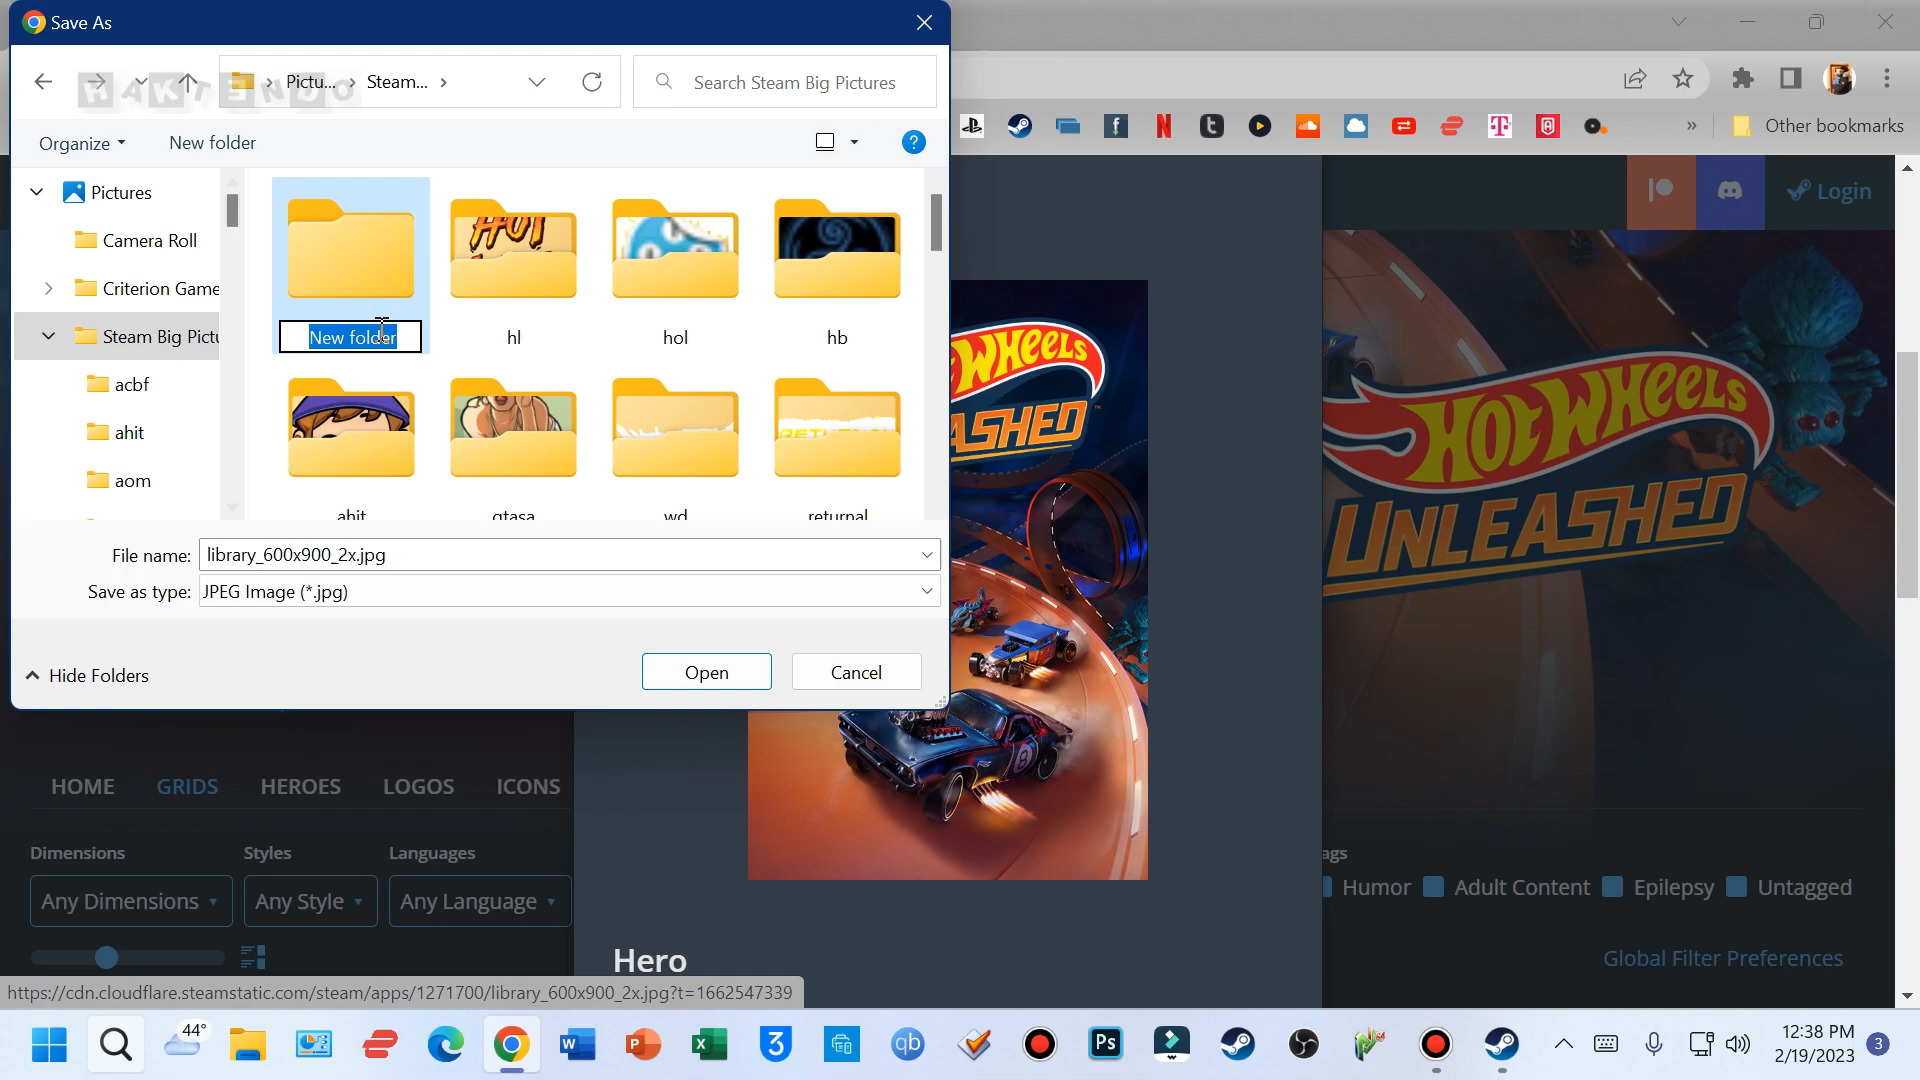 Save As
HAKTENDO
Pictu... Steam...
Search Steam Big Pictures
Organize
New folder
?
Other bookmarks
Pictures
Camera Roll
Criterion Game
Steam Big Pictu
acbf
ahit
aom
New folder
hl
hol
hb
ahit
gtasa
wd
returnal
File name: library_600x900_2x.jpg
Save as type: JPEG Image (*.jpg)
Hide Folders
Open
Cancel
Login
HOT WHEELS
UNLEASHED
HOME
GRIDS
HEROES
LOGOS
ICONS
Dimensions
Styles
Languages
Any Dimensions
Any Style
Any Language
ags
Humor
Adult Content
Epilepsy
Untagged
Hero
Global Filter Preferences
https://cdn.cloudflare.steamstatic.com/steam/apps/1271700/library_600x900_2x.jpg?t=1662547339
44°
12:38 PM
2/19/2023
3